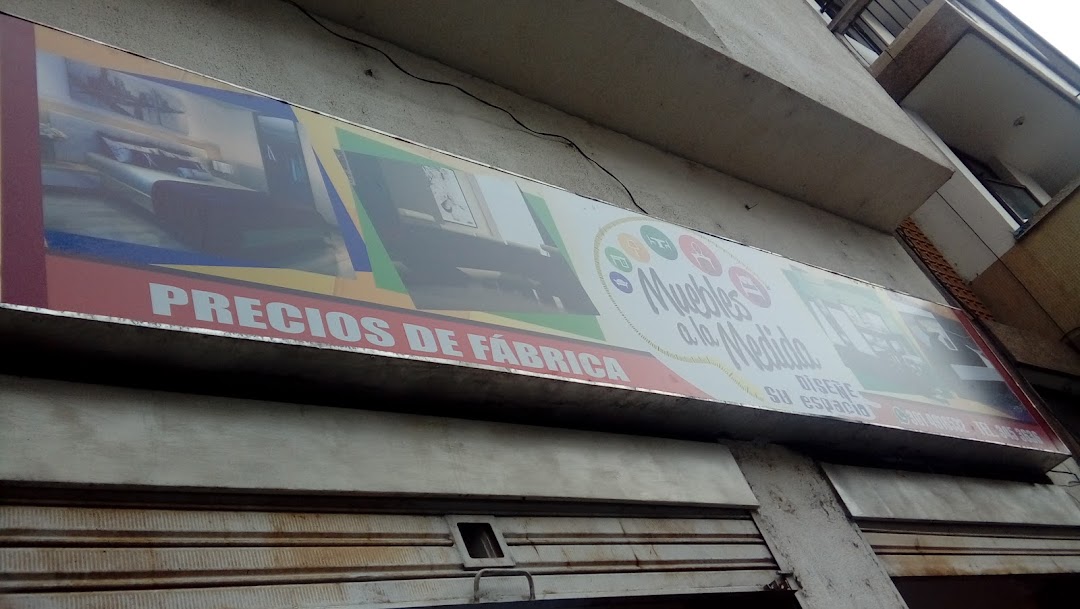 PRECIOS DE FÁBRICA
Muebles
a la Medida
DISEÑE
SU ESPACIO